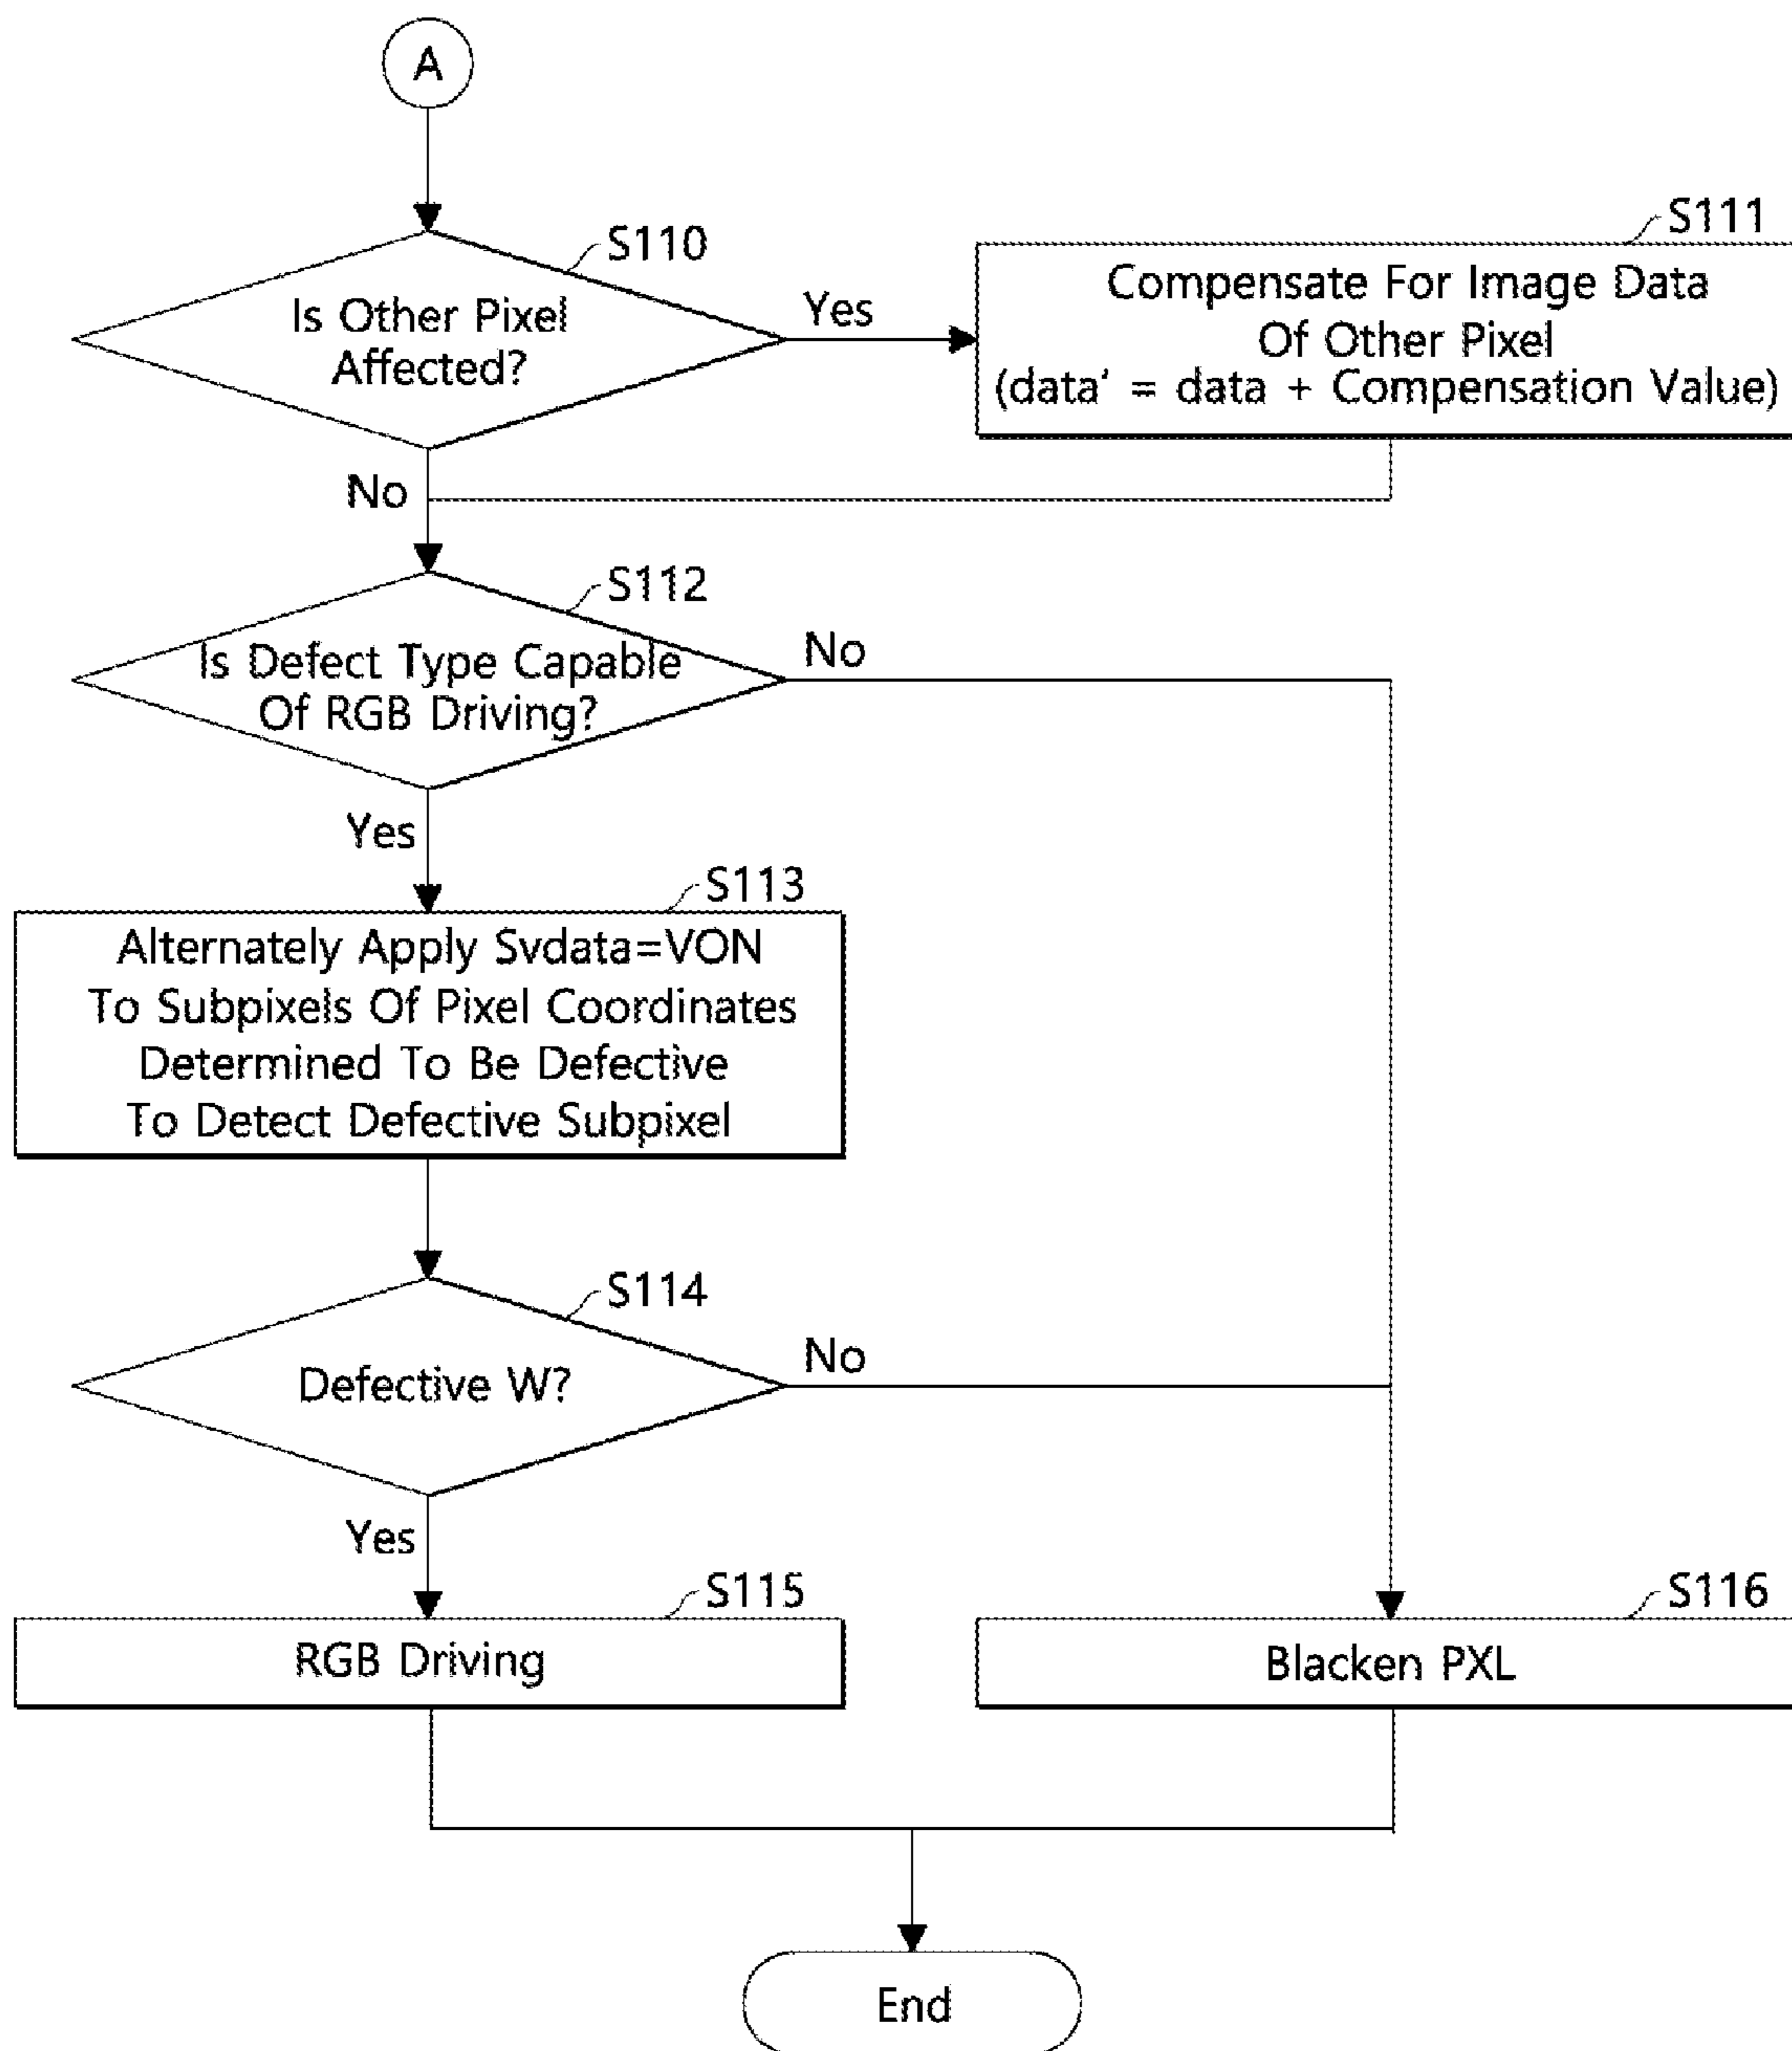 A
S110
Is Other Pixel
Affected?
Yes
S111
Compensate For Image Data
Of Other Pixel
(data' = data + Compensation Value)
No
S112
Is Defect Type Capable
Of RGB Driving?
No
Yes
S113
Alternately Apply Svdata=VON
To Subpixels Of Pixel Coordinates
Determined To Be Defective
To Detect Defective Subpixel
S114
Defective W?
No
Yes
S115
RGB Driving
S116
Blacken PXL
End